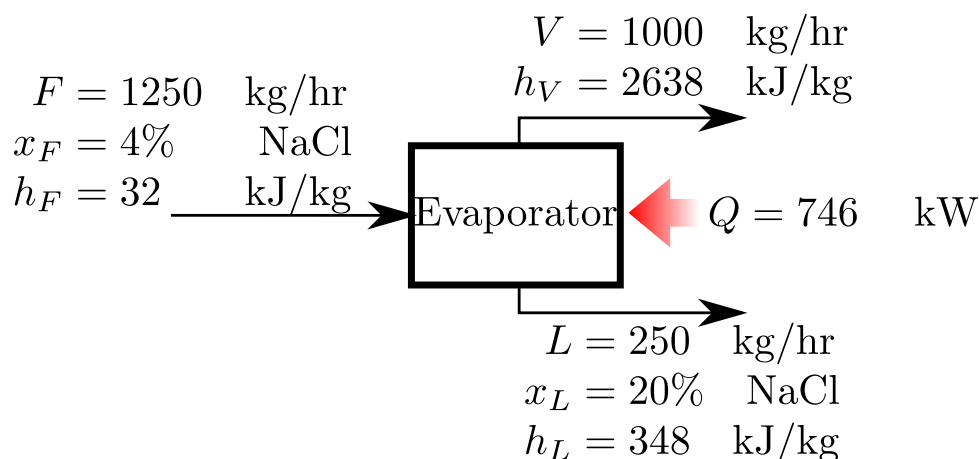 V = 1000 kg/hr
h_V = 2638 kJ/kg
F = 1250 kg/hr
x_F = 4% NaCl
h_F = 32 kJ/kg
Evaporator
Q = 746 kW
L = 250 kg/hr
x_L = 20% NaCl
h_L = 348 kJ/kg